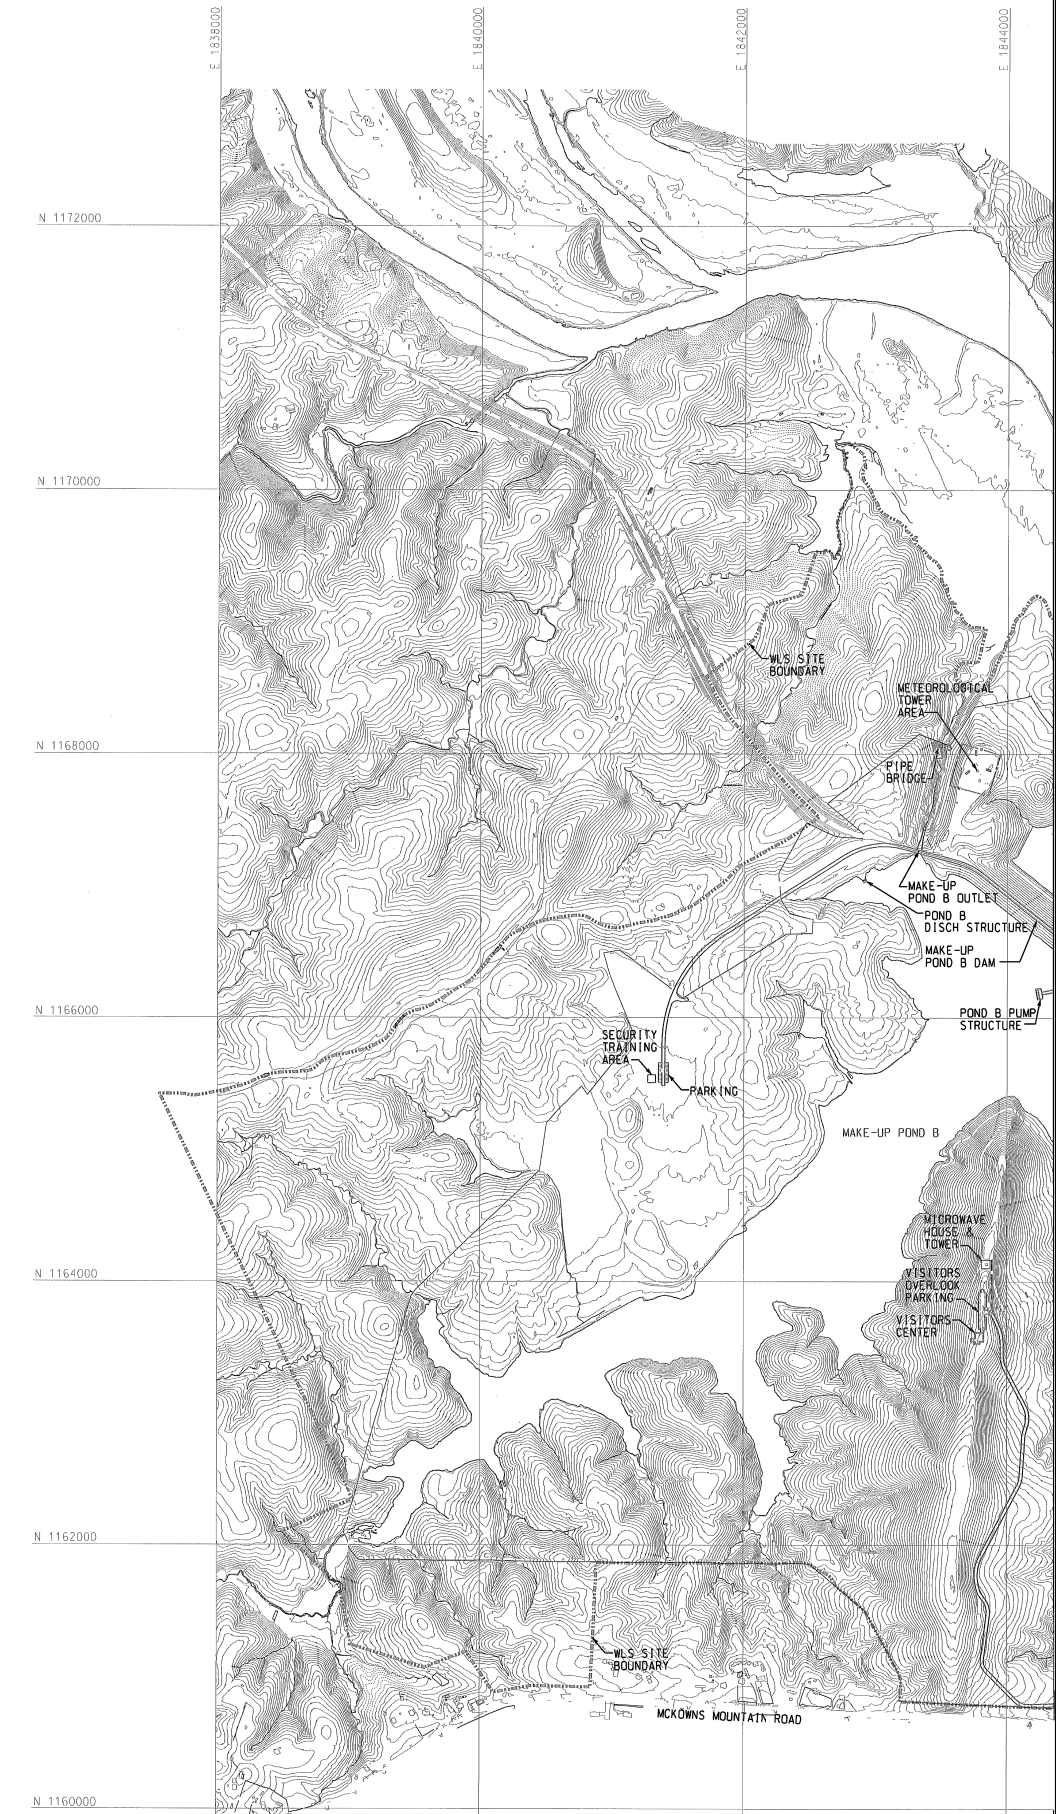 E 1838000
E 1840000
E 1842000
E 1844000
N 1172000
N 1170000
WLS SITE
BOUNDARY
METEOROLOGICAL
TOWER
AREA
N 1168000
PIPE
BRIDGE
MAKE-UP
POND B OUTLET
POND B
DISCH STRUCTURE
MAKE-UP
POND B DAM
N 1166000
POND B PUMP
STRUCTURE
SECURITY
TRAINING
AREA
PARKING
MAKE-UP POND B
MICROWAVE
HOUSE &
TOWER
N 1164000
VISITORS
OVERLOOK
PARKING
VISITORS
CENTER
N 1162000
WLS SITE
BOUNDARY
MCKOWNS MOUNTAIN ROAD
N 1160000